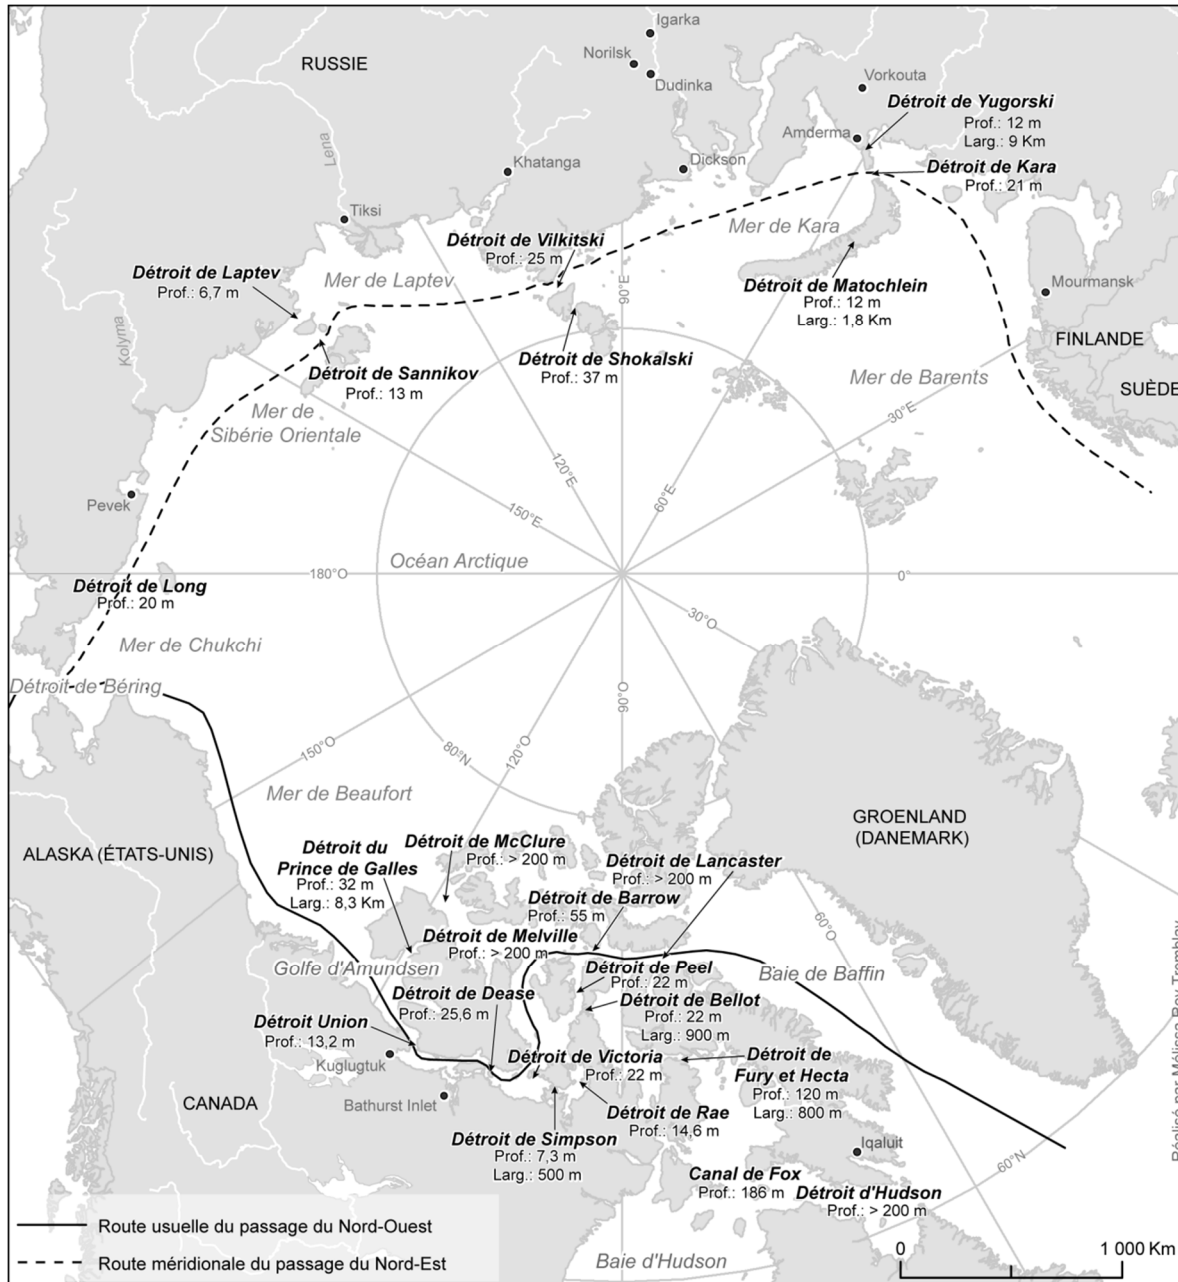 Igarka
RUSSIE
Norilsk
Dudinka
Vorkouta
Détroit de Yugorski
Prof.: 12 m
Larg.: 9 Km
Amderma
Lena
Khatanga
Dickson
Détroit de Kara
Prof.: 21 m
Tiksi
Mer de Kara
Détroit de Vilkitski
Prof.: 25 m
Détroit de Laptev
Prof.: 6,7 m
Mer de Laptev
90°E
Détroit de Matochlein
Prof.: 12 m
Larg.: 1,8 Km
Mourmansk
Kolyma
FINLANDE
Détroit de Shokalski
Prof.: 37 m
Détroit de Sannikov
Prof.: 13 m
Mer de Barents
SUÈDE
Mer de
Sibérie Orientale
30°E
120°E
60°E
150°E
Pevek
Océan Arctique
180°O
0°
Détroit de Long
Prof.: 20 m
30°O
Mer de Chukchi
Détroit de Béring
90°O
150°O
80°N
120°O
Mer de Beaufort
GROENLAND
(DANEMARK)
ALASKA (ÉTATS-UNIS)
Détroit du
Prince de Galles
Prof.: 32 m
Larg.: 8,3 Km
Détroit de McClure
Prof.: > 200 m
Détroit de Lancaster
Prof.: > 200 m
Détroit de Barrow
Prof.: 55 m
60°O
Détroit de Melville
Prof.: > 200 m
Golfe d'Amundsen
Détroit de Peel
Prof.: 22 m
Baie de Baffin
Détroit de Dease
Prof.: 25,6 m
Détroit de Bellot
Prof.: 22 m
Larg.: 900 m
Détroit Union
Prof.: 13,2 m
Kuglugtuk
Détroit de Victoria
Prof.: 22 m
Détroit de
Fury et Hecta
Prof.: 120 m
Larg.: 800 m
CANADA
Bathurst Inlet
Détroit de Rae
Prof.: 14,6 m
Détroit de Simpson
Prof.: 7,3 m
Larg.: 500 m
Iqaluit
60°N
Canal de Fox
Prof.: 186 m
Détroit d'Hudson
Prof.: > 200 m
Réalisé par Mélissa Roy Tremblay
Route usuelle du passage du Nord-Ouest
Route méridionale du passage du Nord-Est
Baie d'Hudson
0
1 000 Km